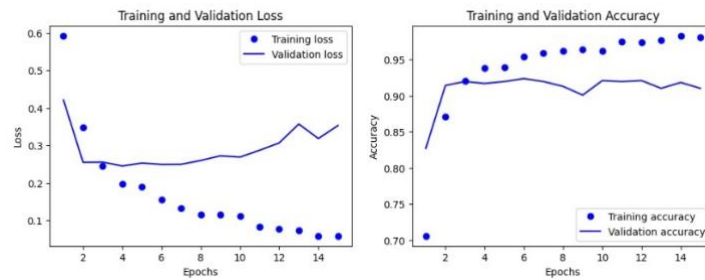 Training and Validation Loss
0.6
0.5
0.4
0.3
0.2
0.1
Loss
Training loss
Validation loss
2
4
6
8
10
12
14
Epochs
Training and Validation Accuracy
0.95
0.90
0.85
0.80
0.75
0.70
Accuracy
Training accuracy
Validation accuracy
2
4
6
8
10
12
14
Epochs